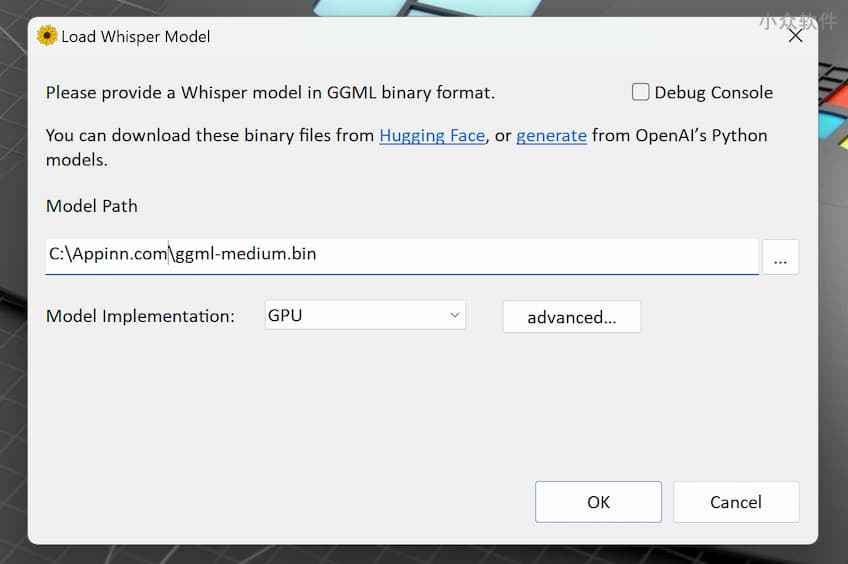 小众软件
Load Whisper Model
Please provide a Whisper model in GGML binary format.
Debug Console
You can download these binary files from Hugging Face, or generate from OpenAI’s Python
models.
Model Path
C:\Appinn.com\ggml-medium.bin
...
Model Implementation:
GPU
advanced...
OK
Cancel